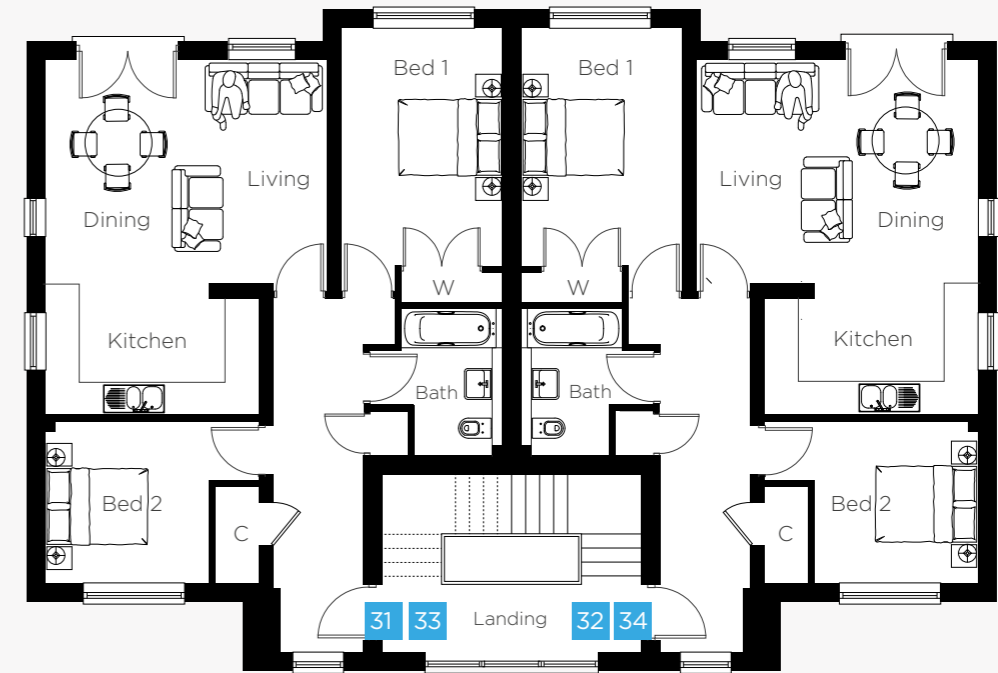 Bed 1
Bed 1
Living
Living
Dining
Dining
W
W
Kitchen
Kitchen
Bath
Bath
Bed 2
Bed 2
C
C
31 33 Landing 32 34